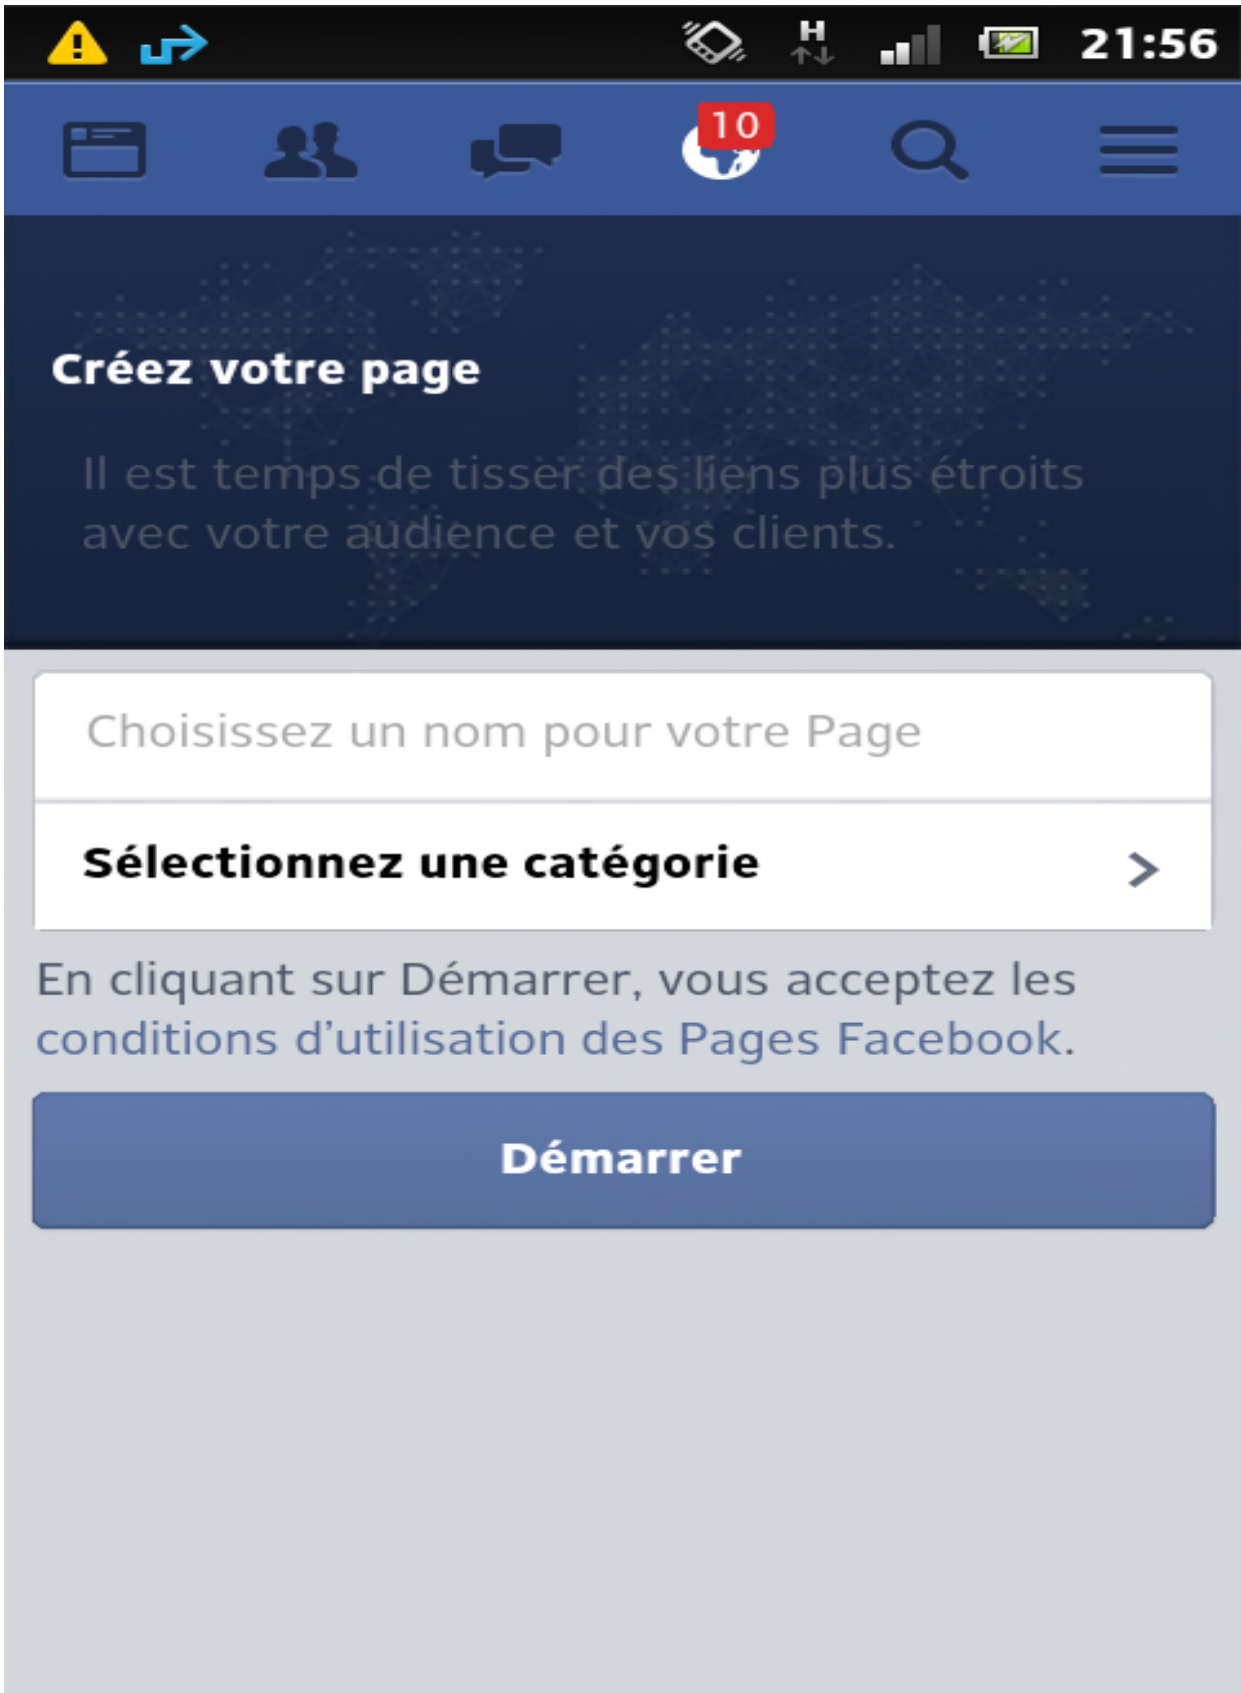 H 21:56
10
Créez votre page
Il est temps de tisser des liens plus étroits
avec votre audience et vos clients.
Choisissez un nom pour votre Page
Sélectionnez une catégorie
En cliquant sur Démarrer, vous acceptez les
conditions d’utilisation des Pages Facebook.
Démarrer